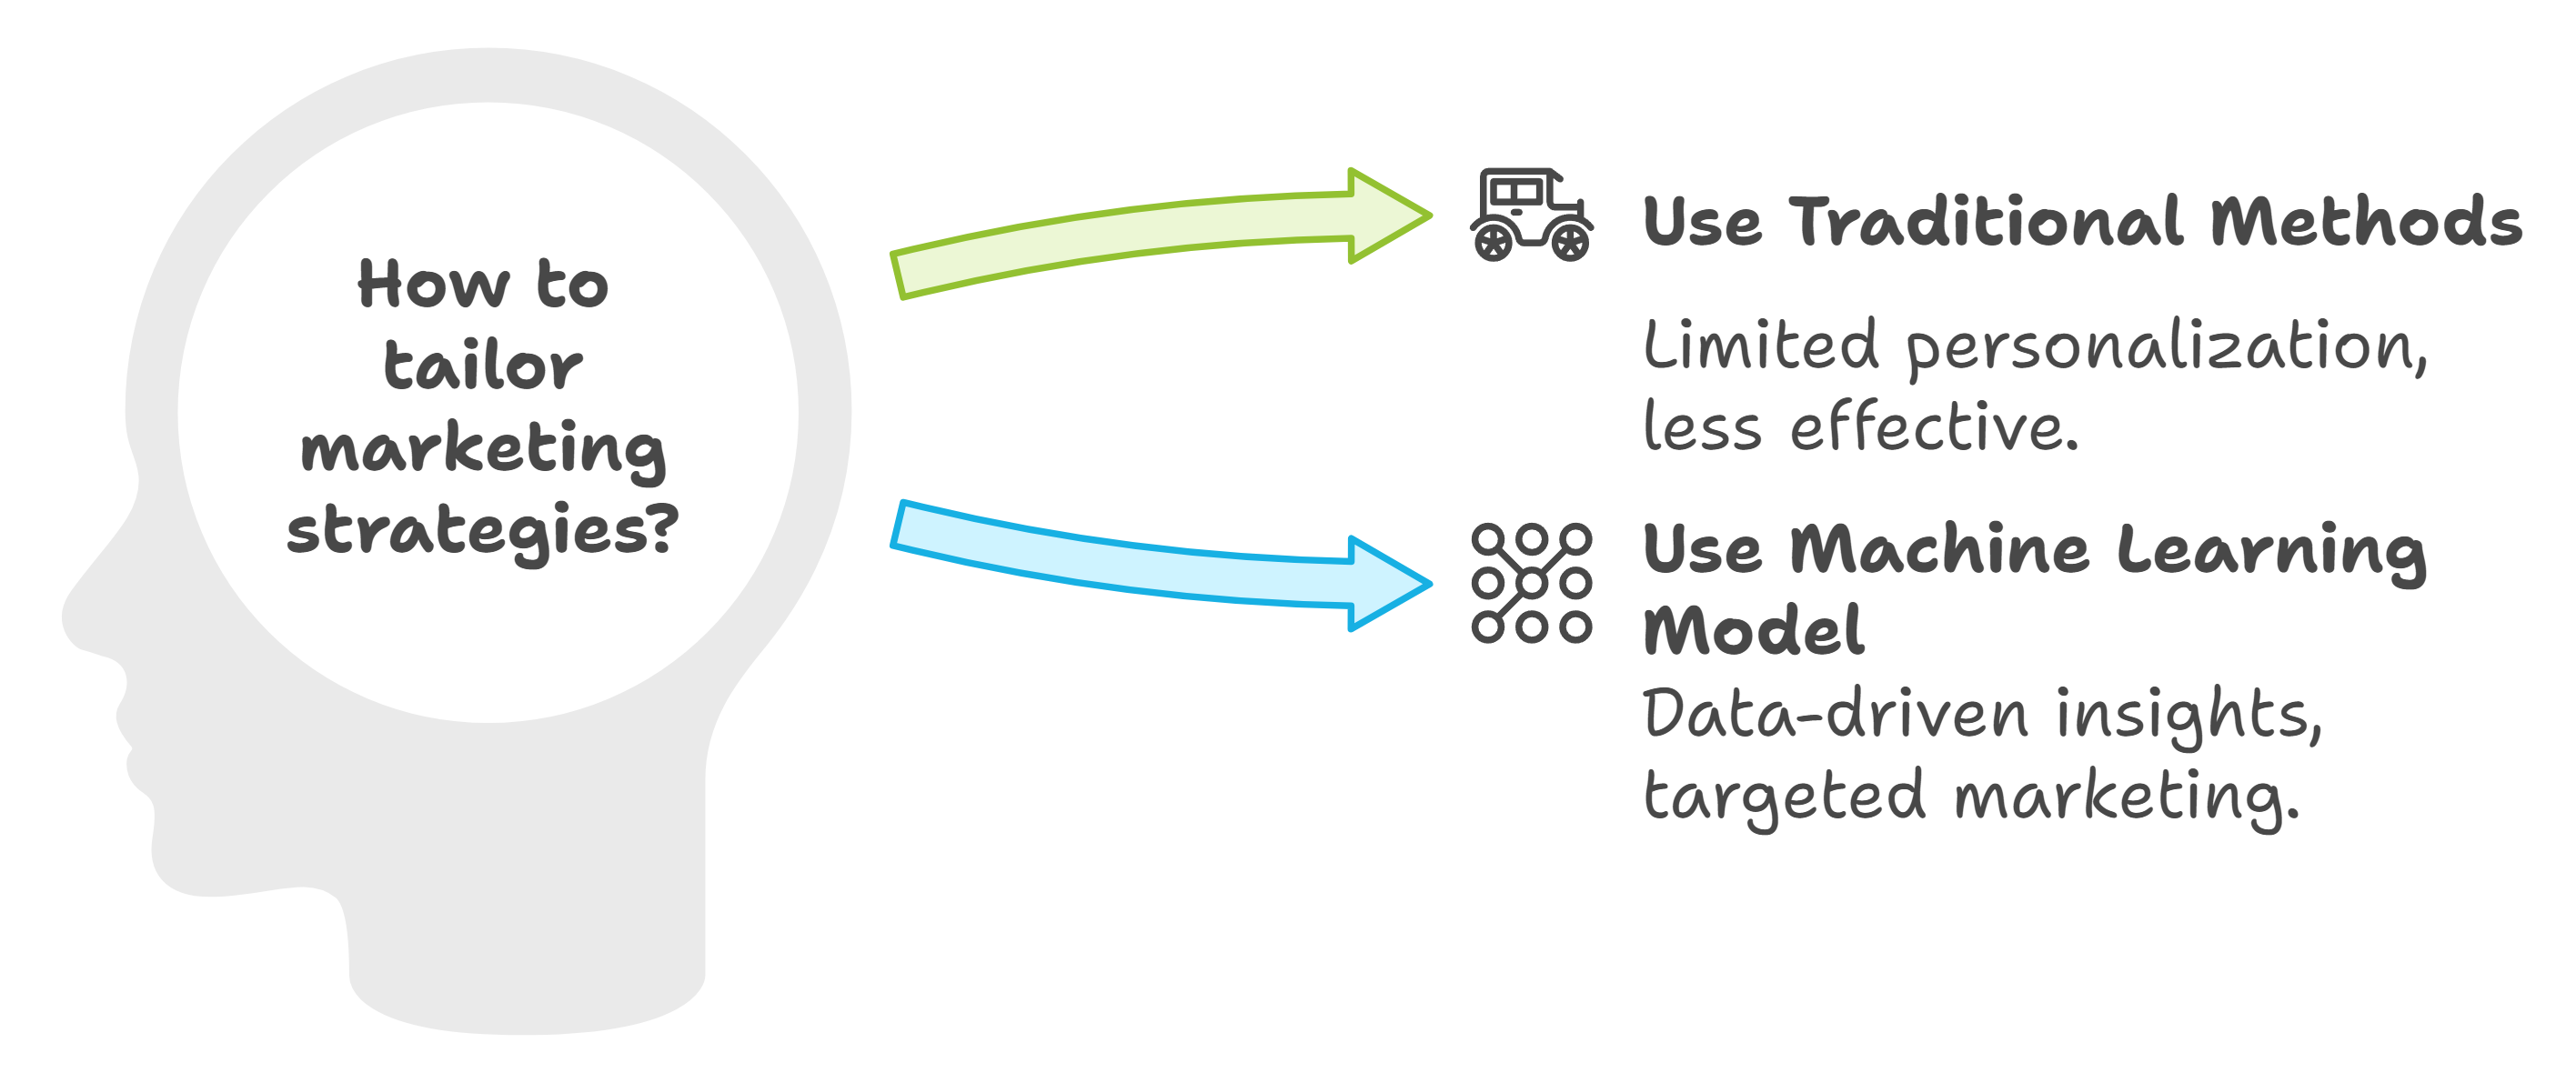 How to
tailor
marketing
strategies?
Use Traditional Methods
Limited personalization,
less effective.
Use Machine Learning
Model
Data-driven insights,
targeted marketing.